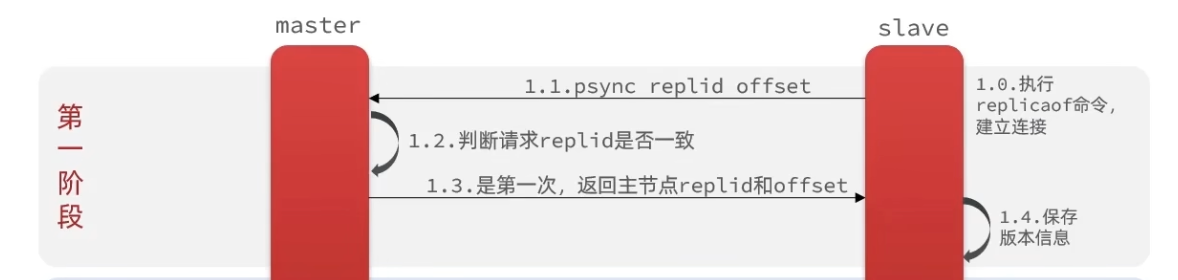 master
slave
第一阶段
1.0.执行
replicaof命令,
建立连接
1.1.psync replid offset
1.2.判断请求replid是否一致
1.3.是第一次，返回主节点replid和offset
1.4.保存
版本信息